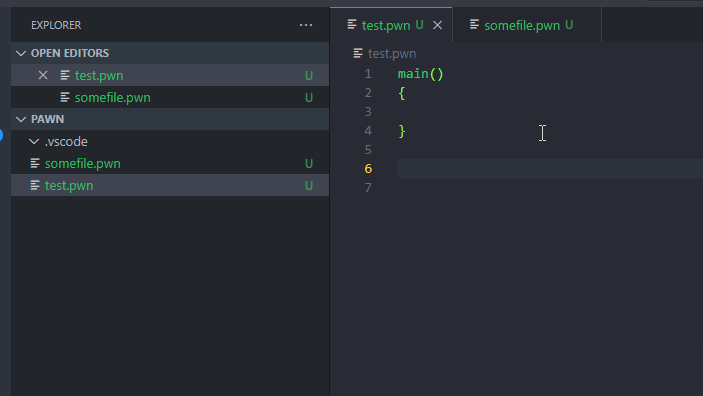 EXPLORER ···
OPEN EDITORS
test.pwn U
somefile.pwn U
PAWN
.vscode
somefile.pwn U
test.pwn U
test.pwn U somefile.pwn U
test.pwn
1 main()
2 {
3
4 }
5
6
7